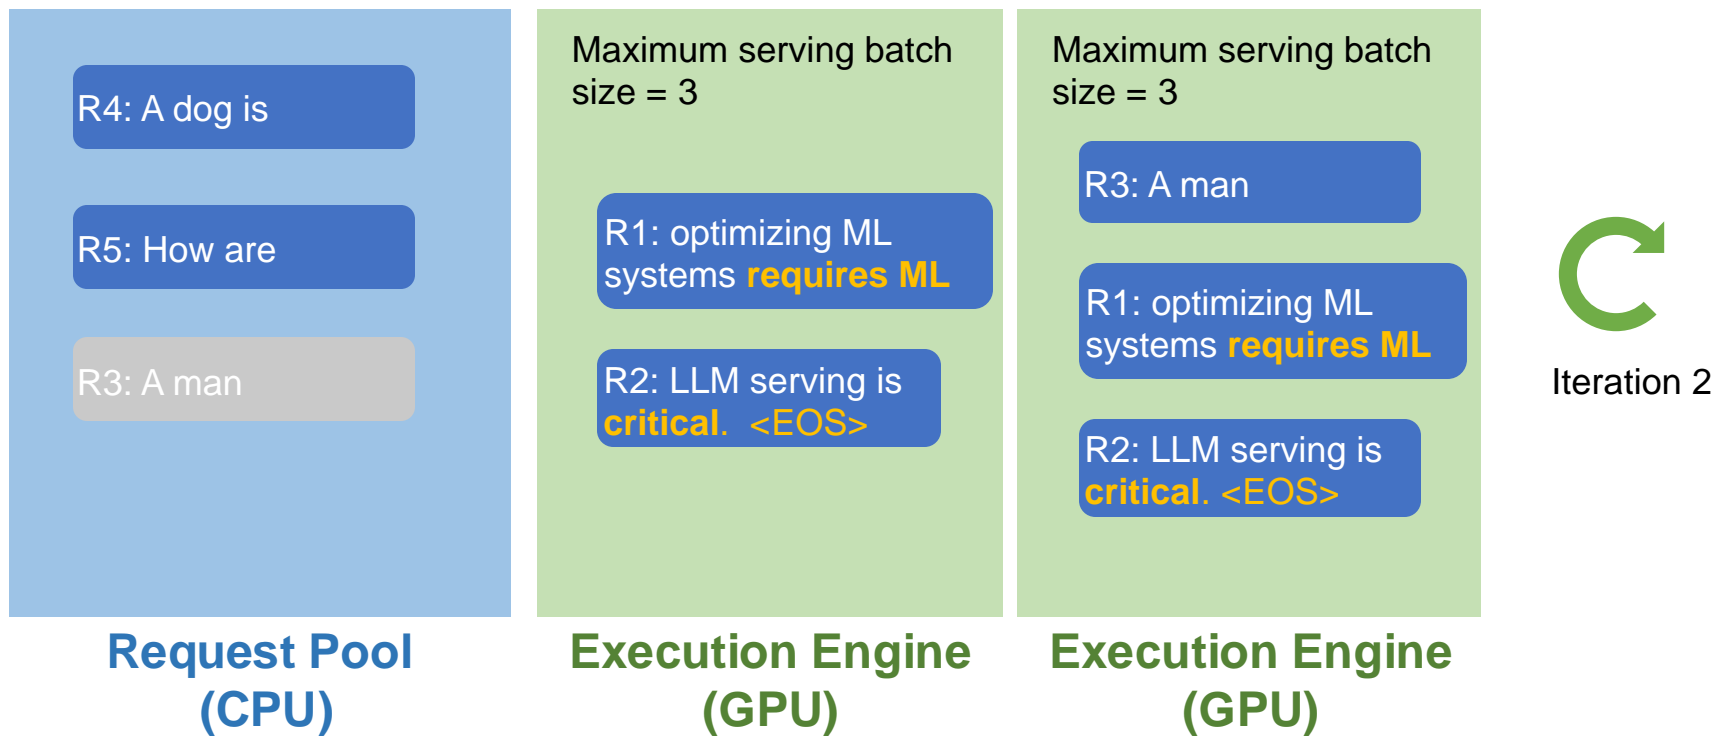 R4: A dog is
R5: How are
R3: A man
Request Pool
(CPU)
Maximum serving batch
size = 3
R1: optimizing ML
systems requires ML
R2: LLM serving is
critical. <EOS>
Execution Engine
(GPU)
Maximum serving batch
size = 3
R3: A man
R1: optimizing ML
systems requires ML
R2: LLM serving is
critical. <EOS>
Execution Engine
(GPU)
Iteration 2